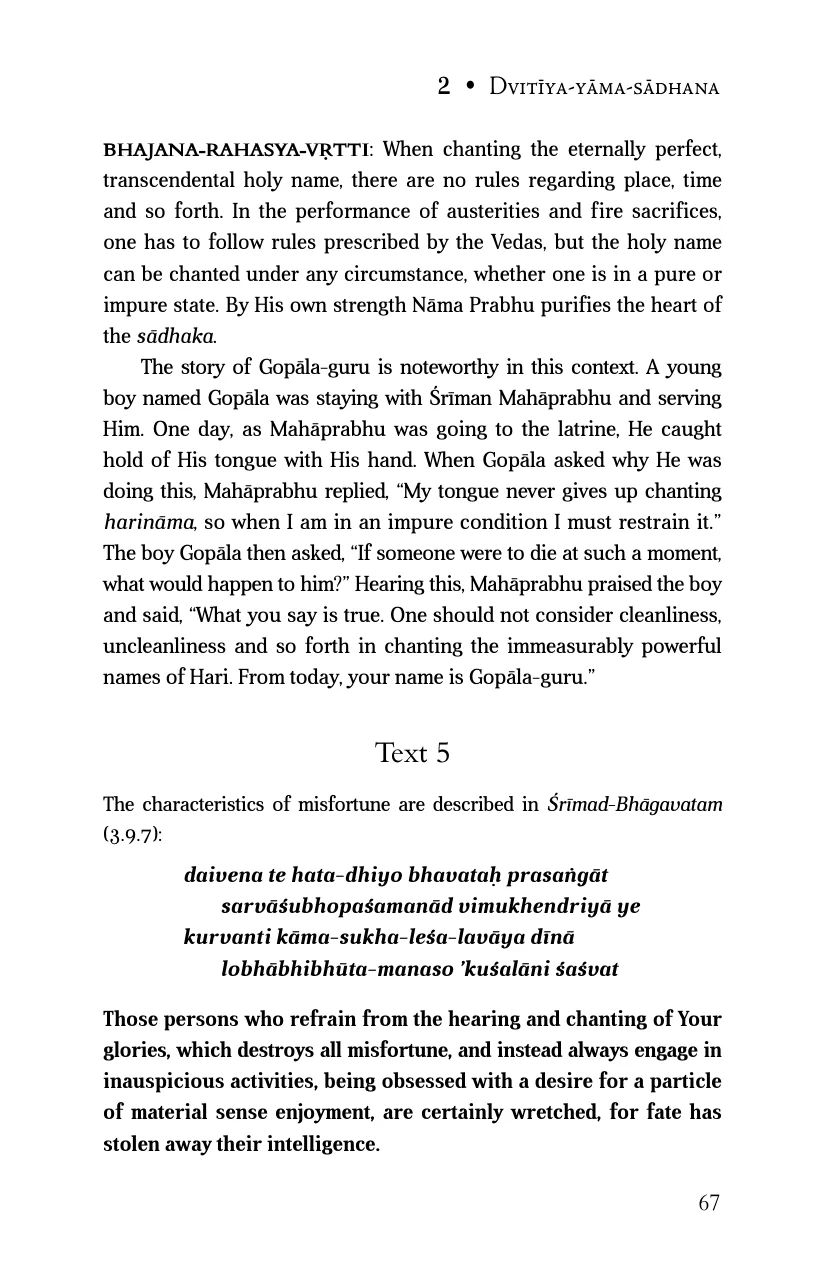 2 • Dvitīya-yāma-sādhana
BHAJANA-RAHASYA-VṚTTI: When chanting the eternally perfect,
transcendental holy name, there are no rules regarding place, time
and so forth. In the performance of austerities and fire sacrifices,
one has to follow rules prescribed by the Vedas, but the holy name
can be chanted under any circumstance, whether one is in a pure or
impure state. By His own strength Nāma Prabhu purifies the heart of
the sādhaka.
The story of Gopāla-guru is noteworthy in this context. A young
boy named Gopāla was staying with Śrīman Mahāprabhu and serving
Him. One day, as Mahāprabhu was going to the latrine, He caught
hold of His tongue with His hand. When Gopāla asked why He was
doing this, Mahāprabhu replied, “My tongue never gives up chanting
harināma, so when I am in an impure condition I must restrain it.”
The boy Gopāla then asked, “If someone were to die at such a moment,
what would happen to him?” Hearing this, Mahāprabhu praised the boy
and said, “What you say is true. One should not consider cleanliness,
uncleanliness and so forth in chanting the immeasurably powerful
names of Hari. From today, your name is Gopāla-guru.”
Text 5
The characteristics of misfortune are described in Śrīmad-Bhāgavatam
(3.9.7):
daivena te hata-dhiyo bhavataḥ prasaṅgāt
sarvāśubhopaśamanād vimukhendriyā ye
kurvanti kāma-sukha-leśa-lavāya dīnā
lobhābhibhūta-manaso ’kuśalāni śaśvat
Those persons who refrain from the hearing and chanting of Your
glories, which destroys all misfortune, and instead always engage in
inauspicious activities, being obsessed with a desire for a particle
of material sense enjoyment, are certainly wretched, for fate has
stolen away their intelligence.
67